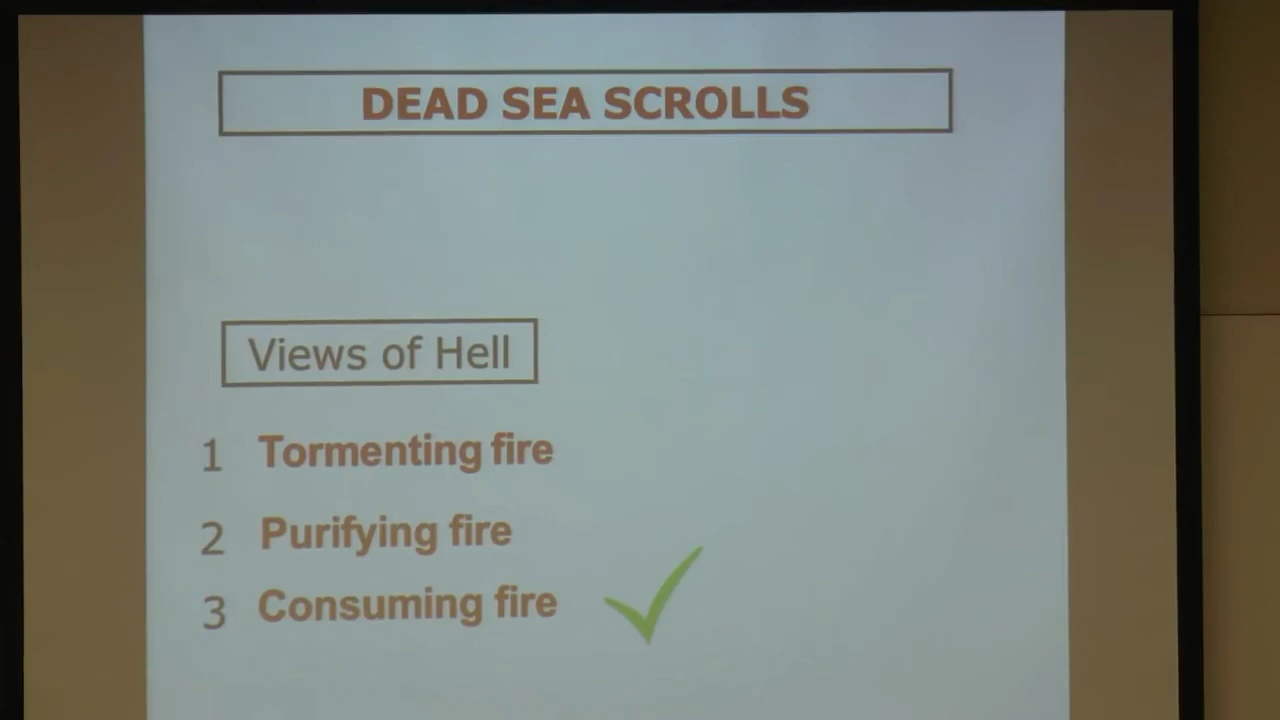 DEAD SEA SCROLLS
Views of Hell
1 Tormenting fire
2 Purifying fire
3 Consuming fire